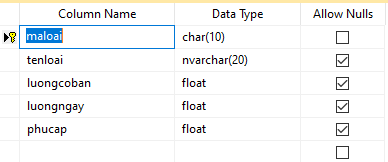 Column Name Data Type Allow Nulls
maloai char(10)
tenloai nvarchar(20)
luongcoban float
luongngay float
phucap float